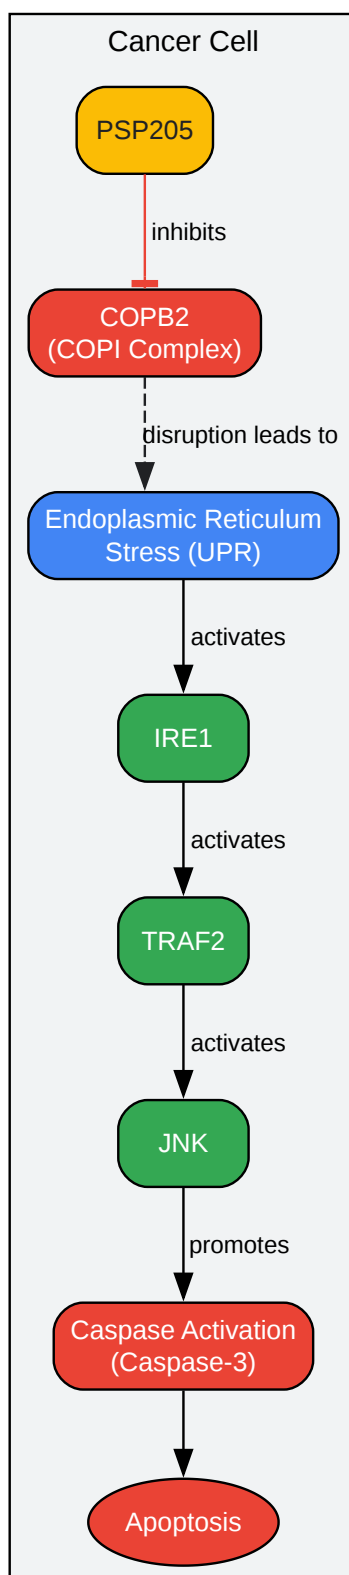 Cancer Cell
PSP205
inhibits
COPB2
(COPI Complex)
disruption leads to
Endoplasmic Reticulum
Stress (UPR)
activates
IRE1
activates
TRAF2
activates
JNK
promotes
Caspase Activation
(Caspase-3)
Apoptosis